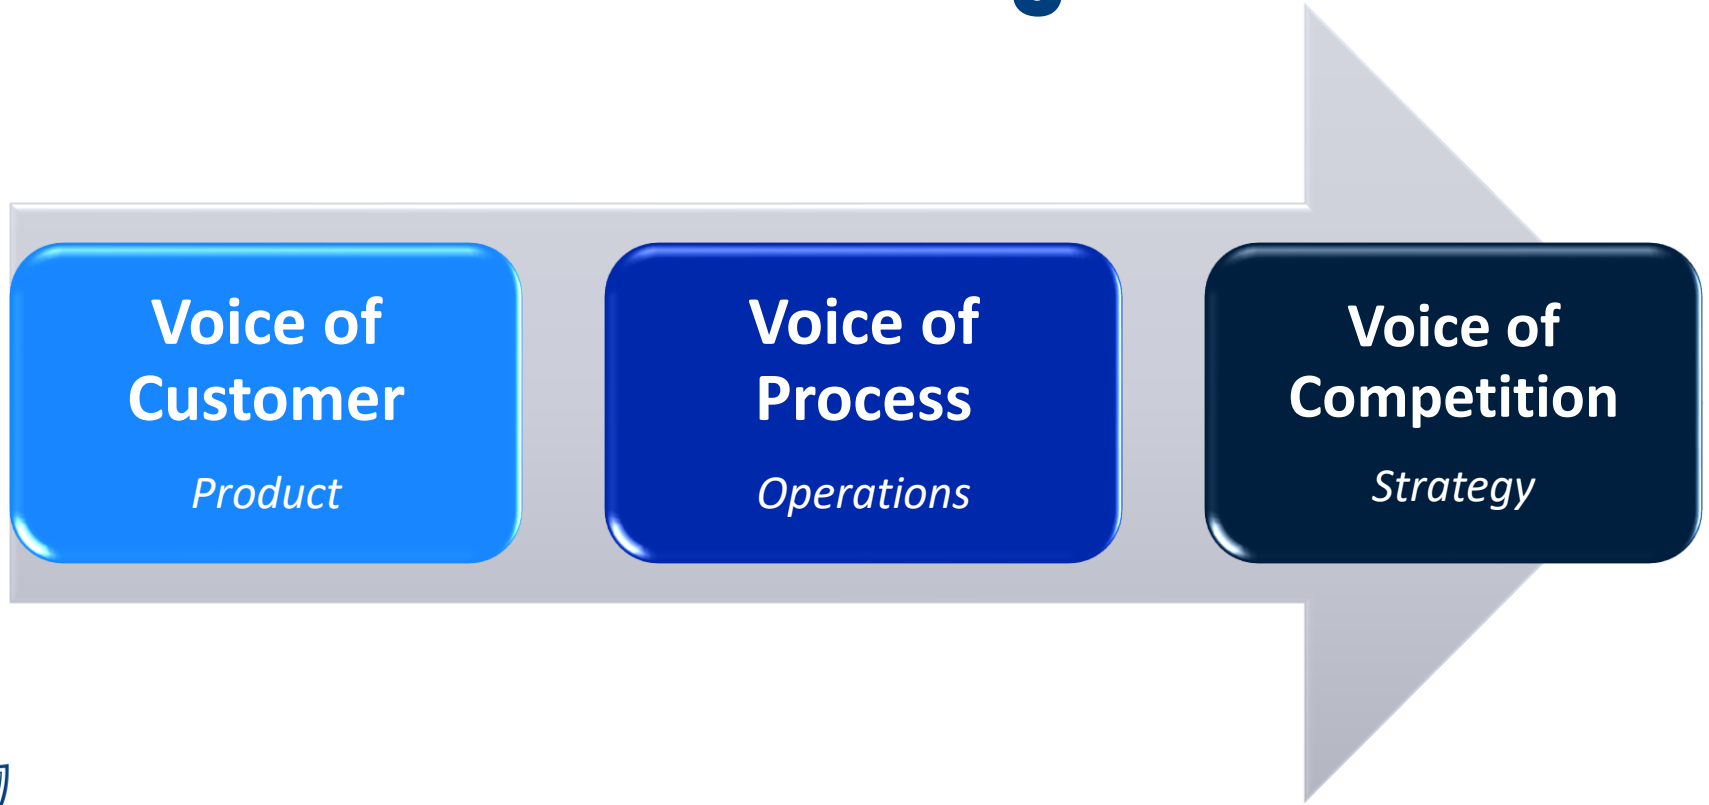 Voice of
Customer
Product
Voice of
Process
Operations
Voice of
Competition
Strategy